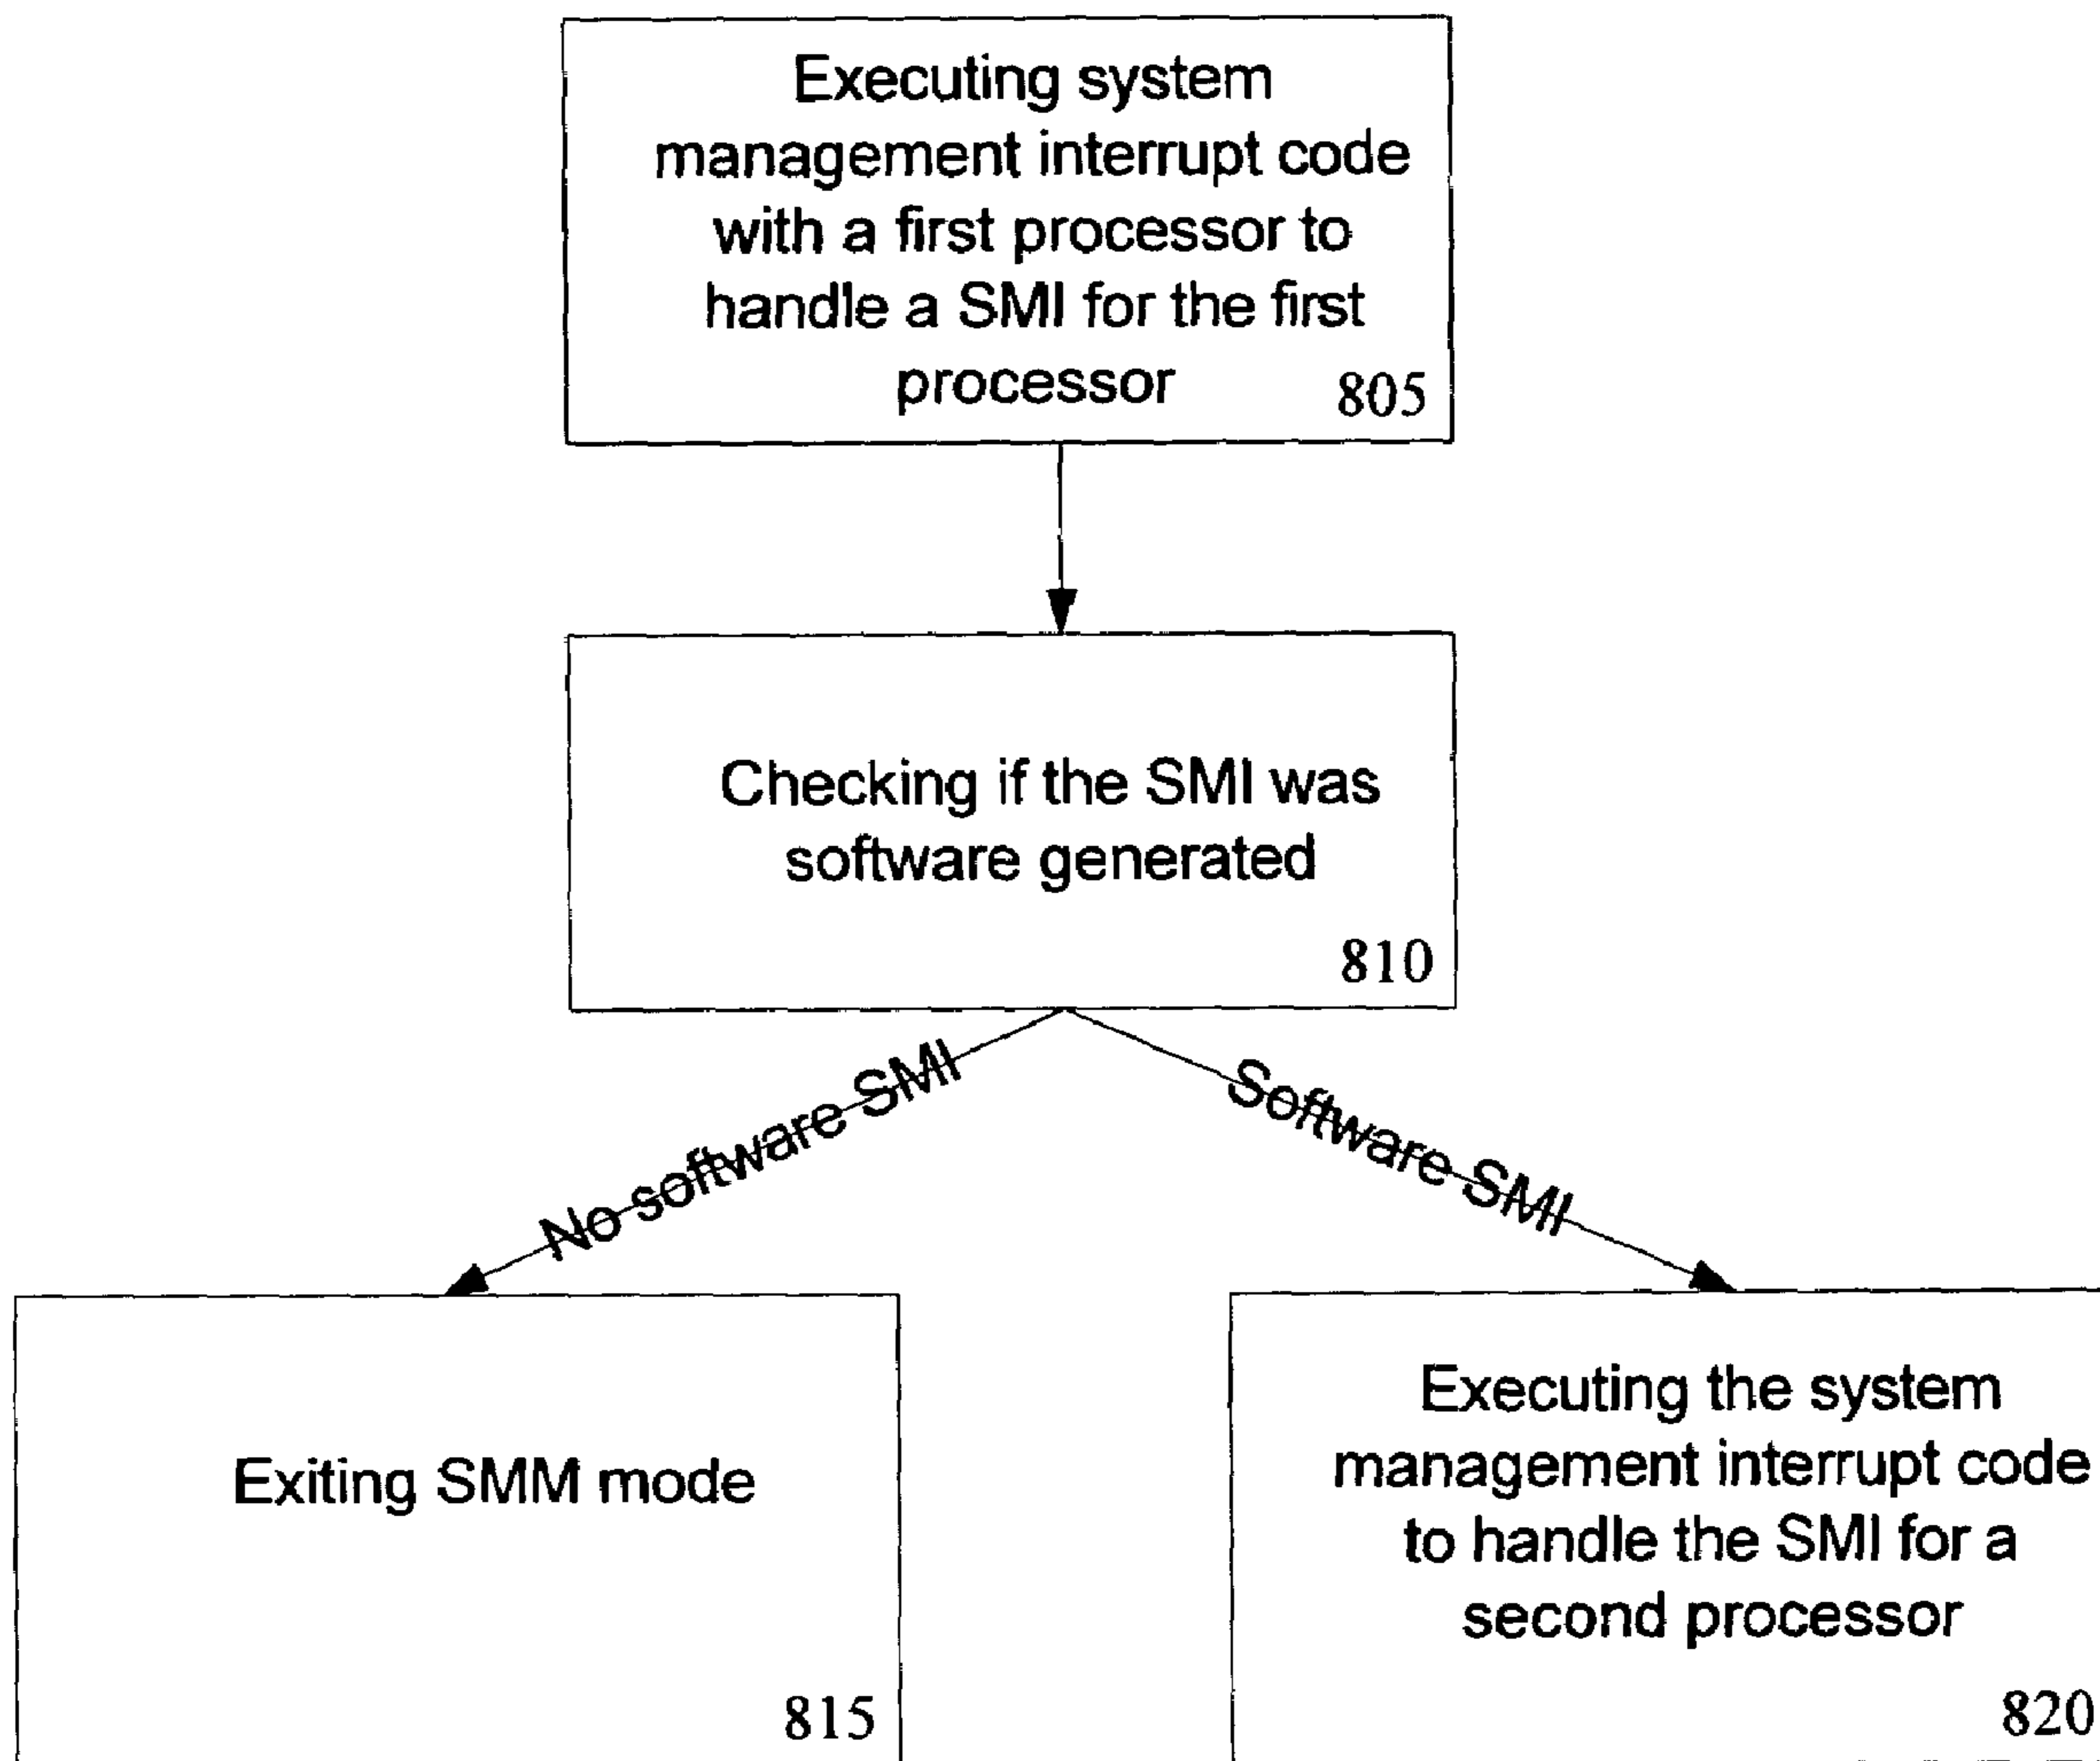 Executing system
management interrupt code
with a first processor to
handle a SMI for the first
processor 805
Checking if the SMI was
software generated
810
No software SMI
Software SMI
Exiting SMM mode
815
Executing the system
management interrupt code
to handle the SMI for a
second processor
820